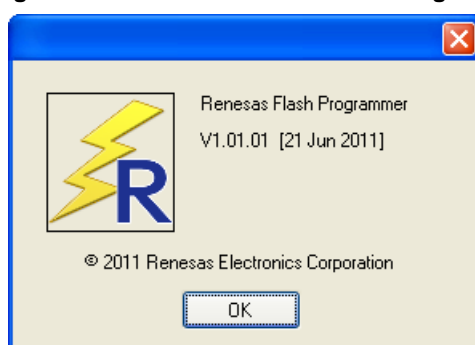 R
Renesas Flash Programmer
V1.01.01 [21 Jun 2011]
© 2011 Renesas Electronics Corporation
OK